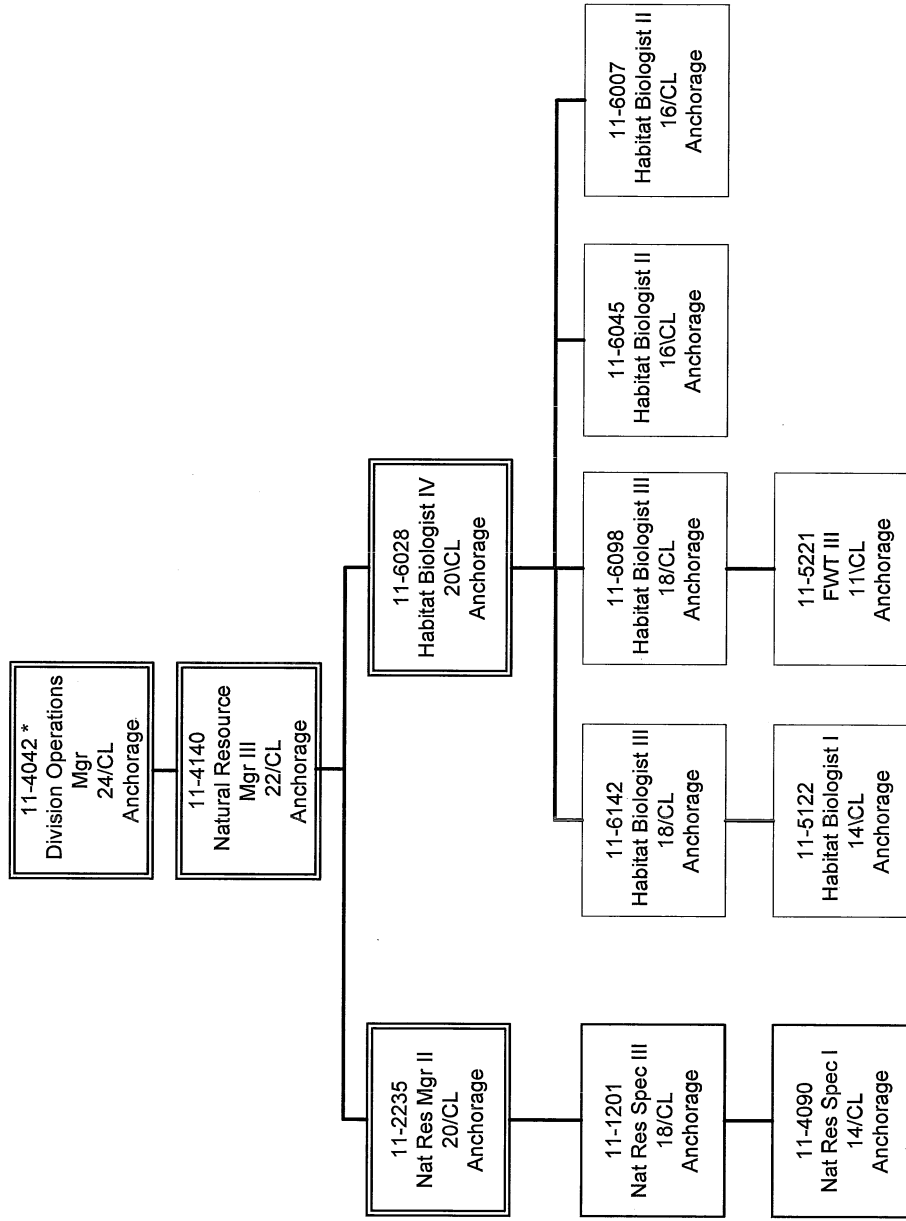 11-4042 *
Division Operations
Mgr
24/CL
Anchorage
11-4140
Natural Resource
Mgr III
22/CL
Anchorage
11-2235
Nat Res Mgr II
20/CL
Anchorage
11-6028
Habitat Biologist IV
20\CL
Anchorage
11-1201
Nat Res Spec III
18/CL
Anchorage
11-6142
Habitat Biologist III
18/CL
Anchorage
11-6098
Habitat Biologist III
18/CL
Anchorage
11-6045
Habitat Biologist II
16\CL
Anchorage
11-6007
Habitat Biologist II
16/CL
Anchorage
11-4090
Nat Res Spec I
14/CL
Anchorage
11-5122
Habitat Biologist I
14\CL
Anchorage
11-5221
FWT III
11\CL
Anchorage